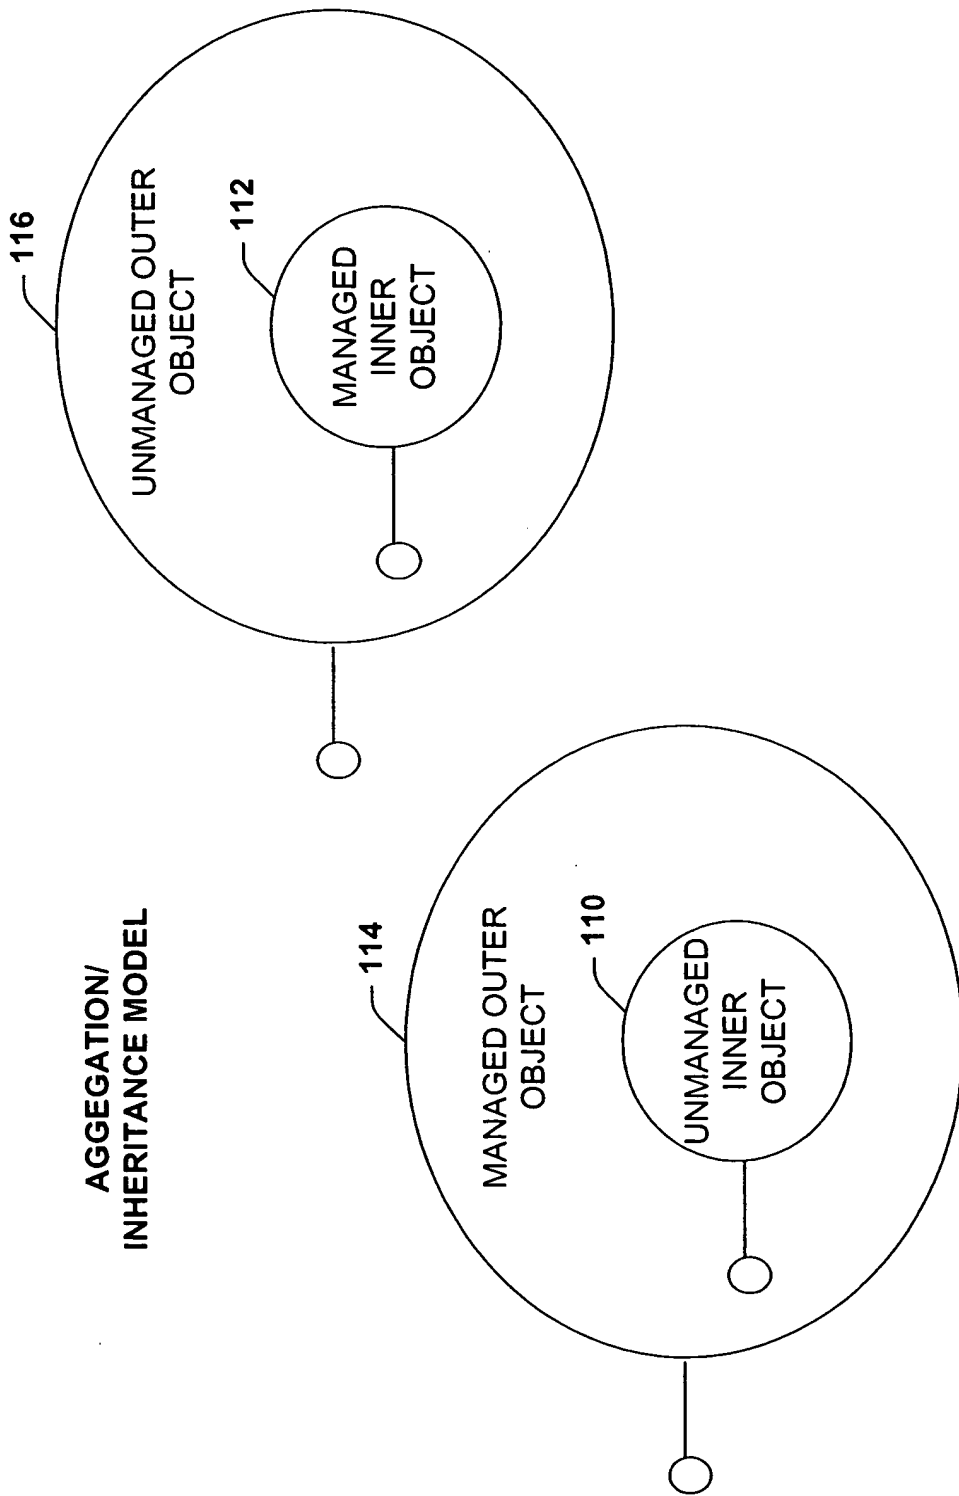 AGGEGATION/
INHERITANCE MODEL
114
MANAGED OUTER
OBJECT
110
UNMANAGED
INNER
OBJECT
116
UNMANAGED OUTER
OBJECT
112
MANAGED
INNER
OBJECT